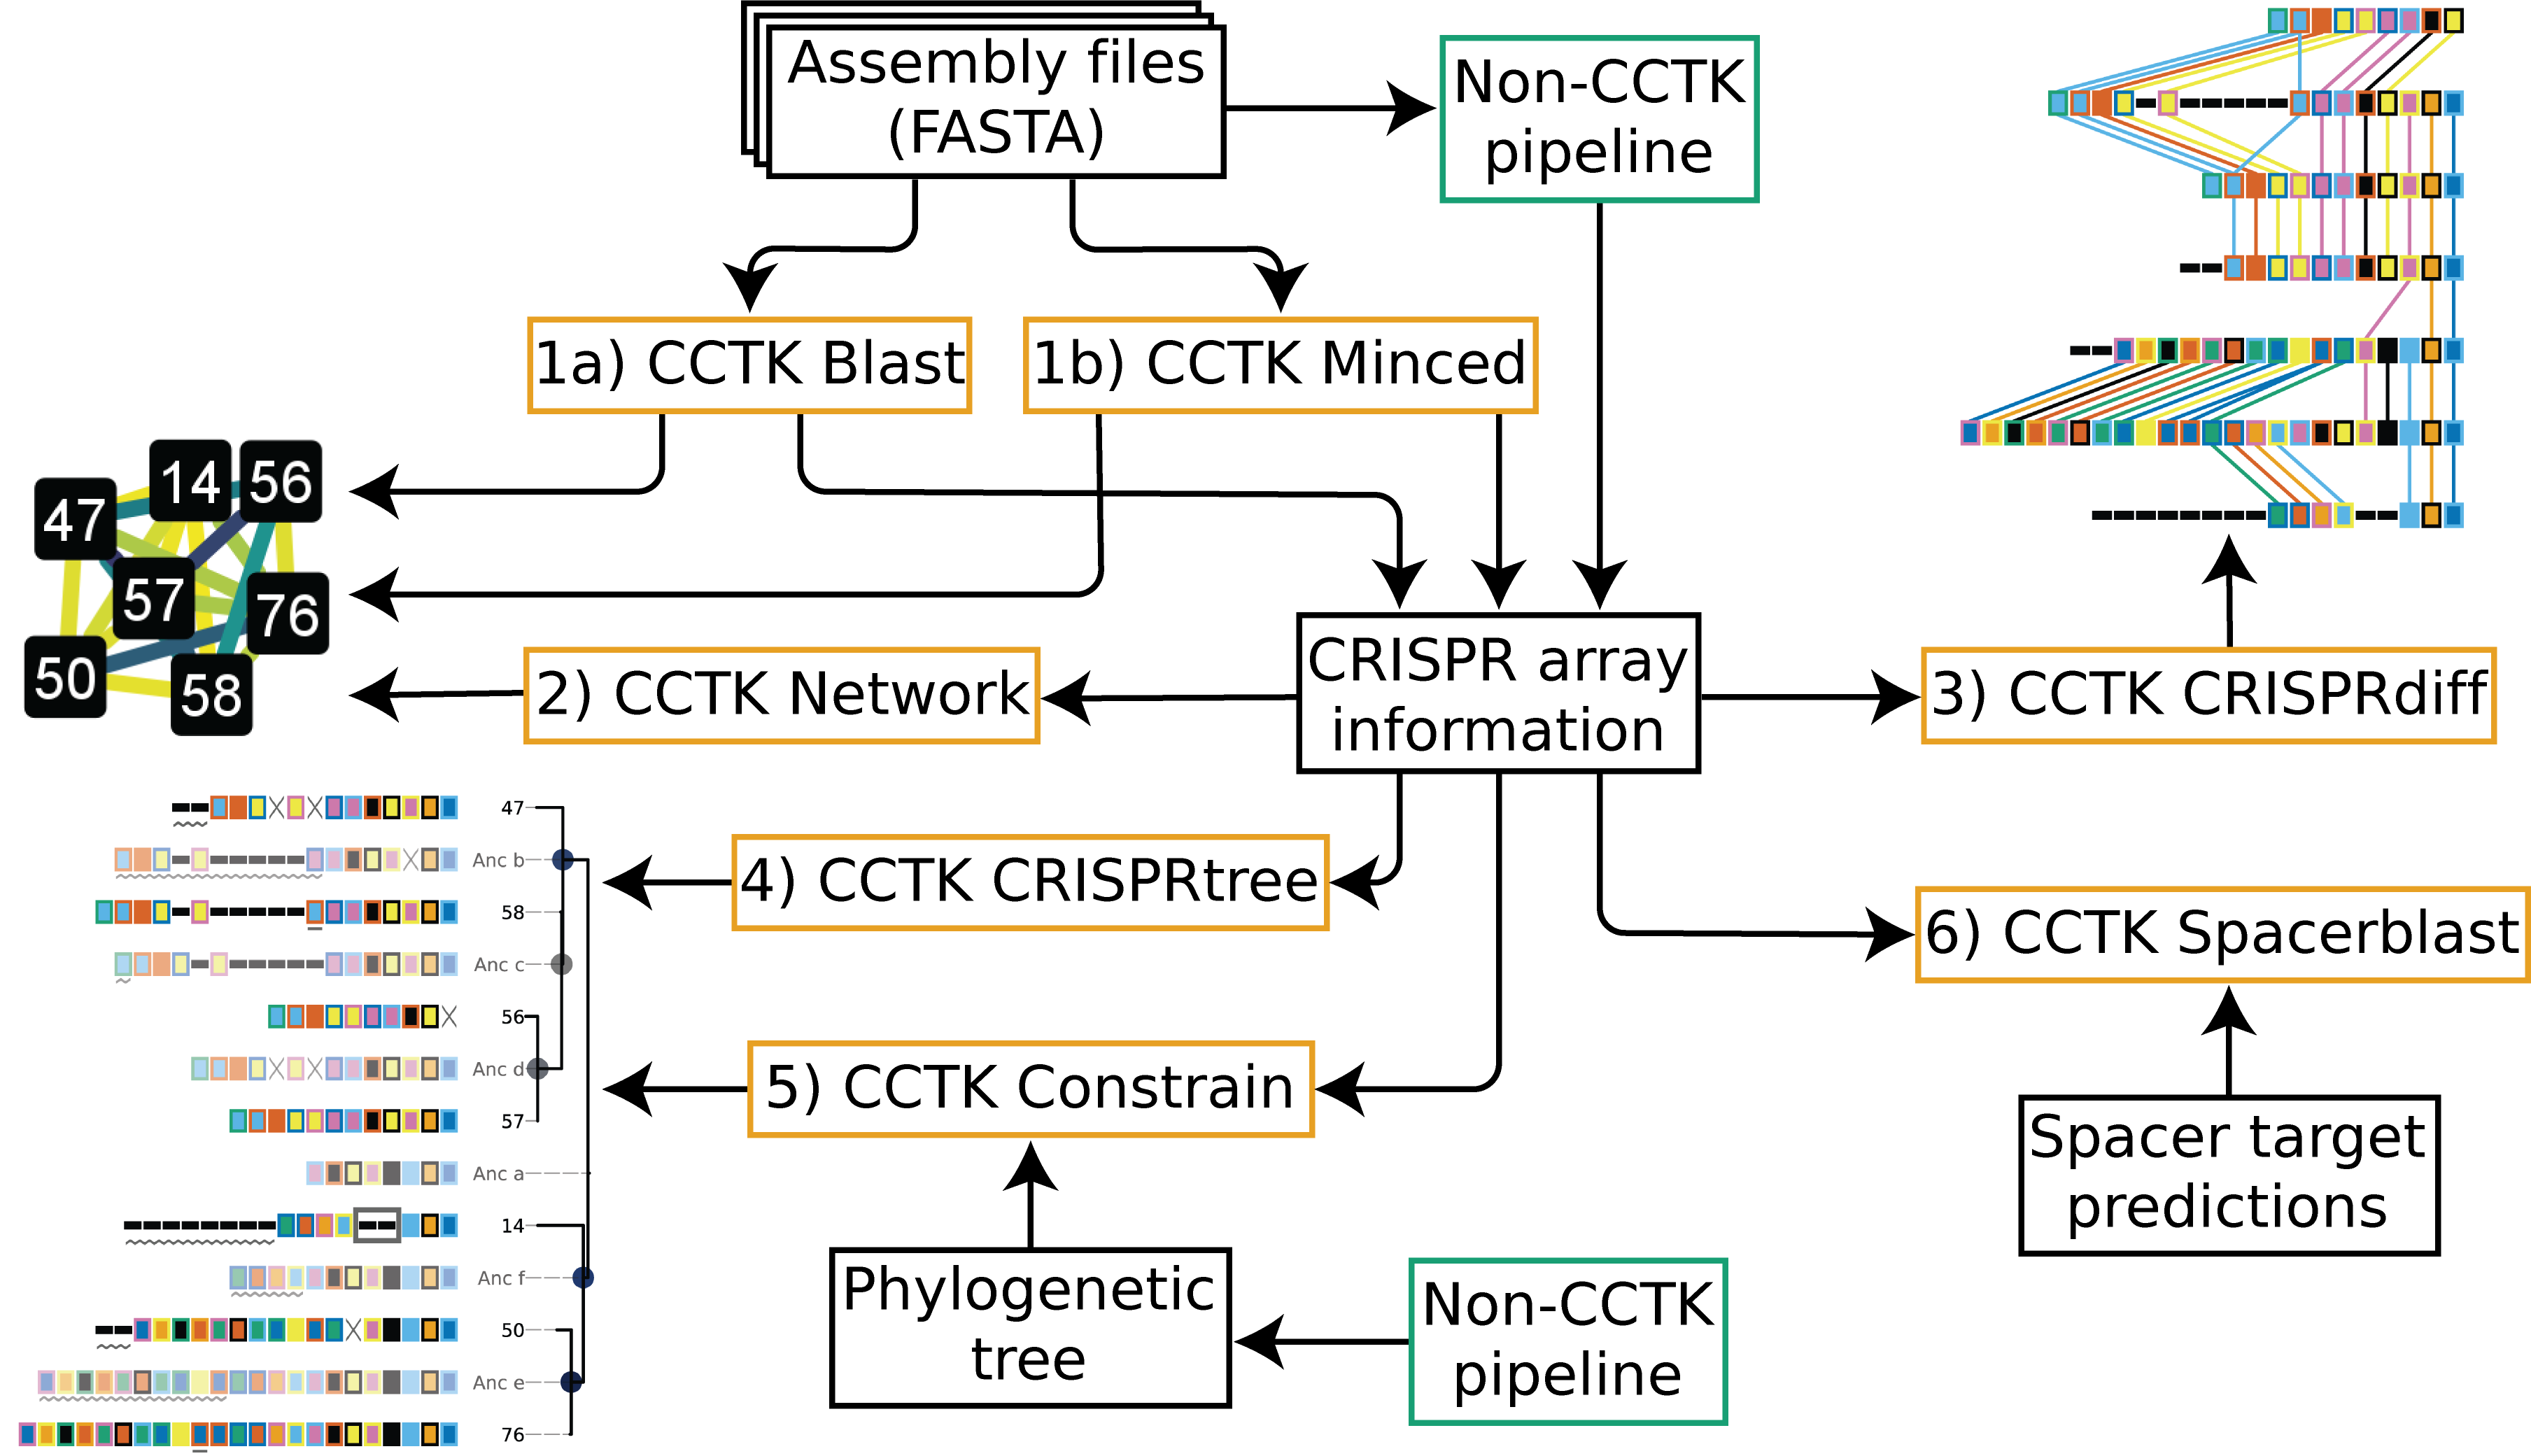 Assembly files
(FASTA)
Non-CCTK
pipeline
1a) CCTK Blast
1b) CCTK Minced
14
56
47
57
76
50
58
CRISPR array
information
2) CCTK Network
3) CCTK CRISPRdiff
4) CCTK CRISPRtree
6) CCTK Spacerblast
5) CCTK Constrain
Spacer target
predictions
Phylogenetic
tree
Non-CCTK
pipeline
47
Anc b
58
Anc c
56
Anc d
57
Anc a
14
Anc f
50
Anc e
76